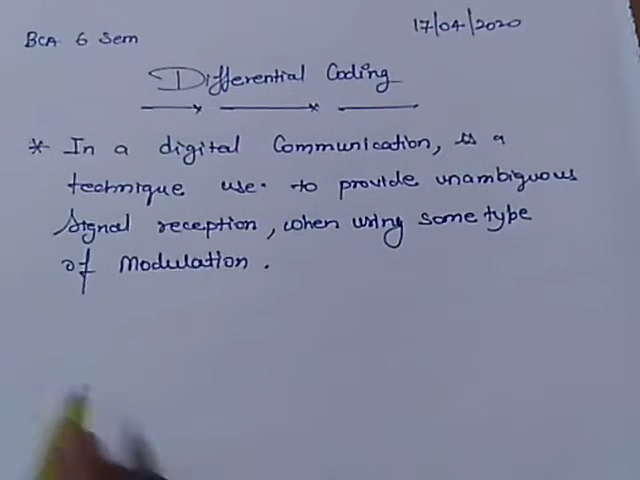 BCA 6 Sem
17/04/2020
Differential Coding
* In a digital Communication, is a
technique use. to provide unambiguous
signal reception, when using some type
of Modulation.